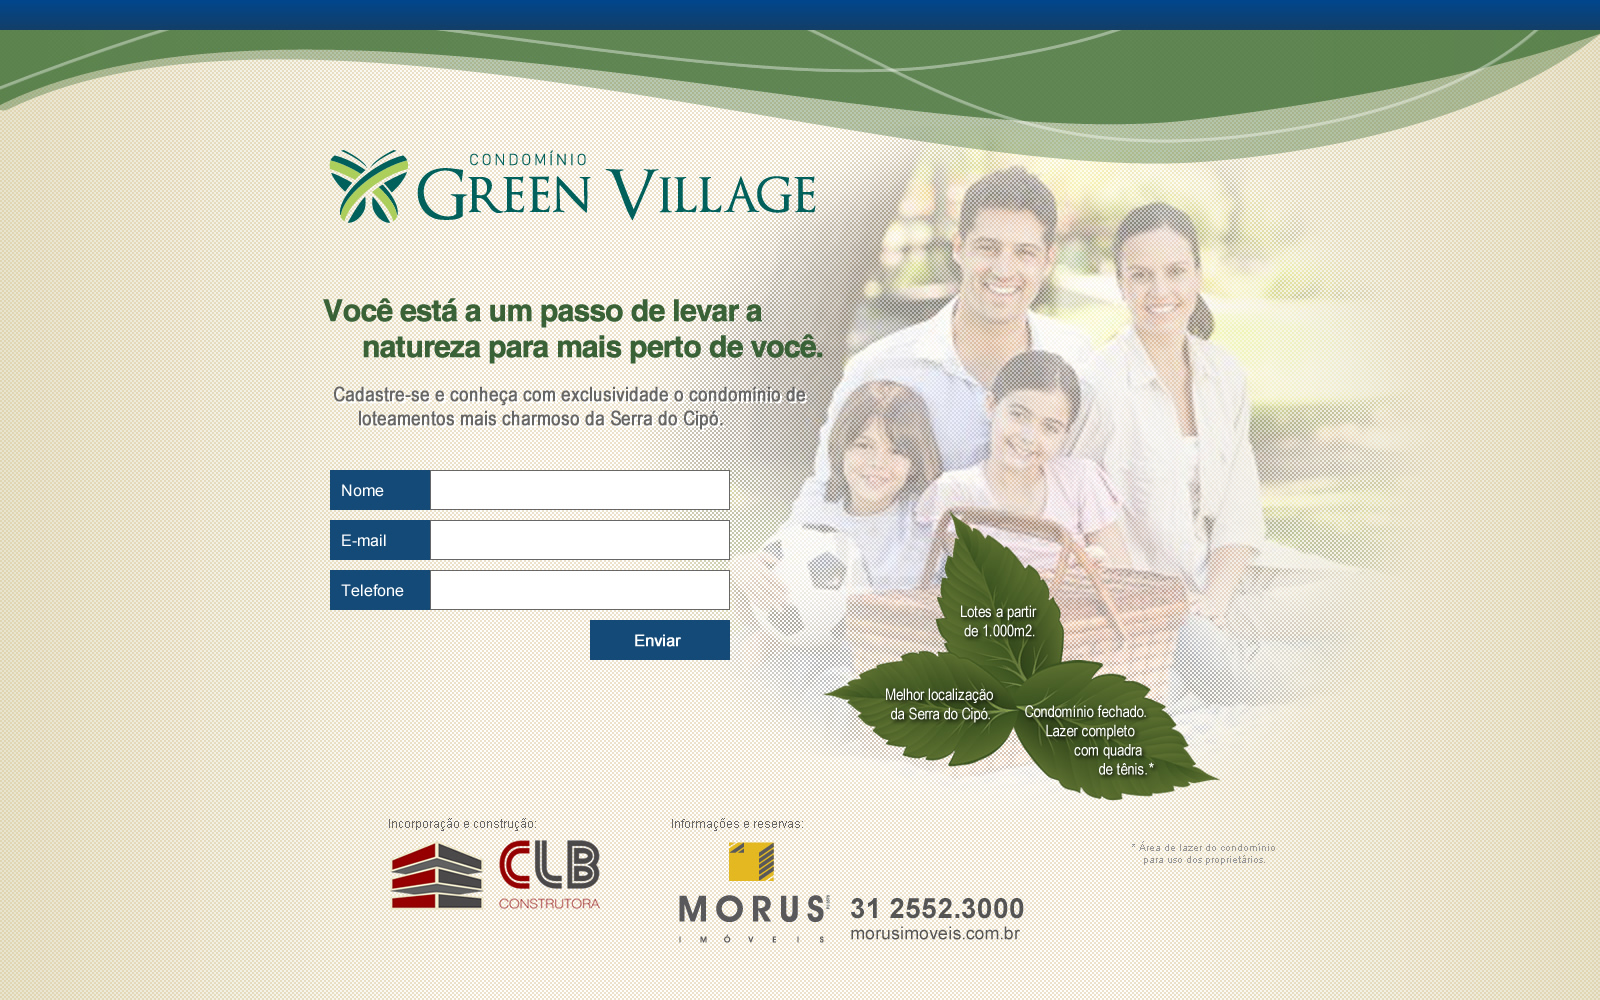 CONDOMÍNIO
GREEN VILLAGE
Você está a um passo de levar a
natureza para mais perto de você.
Cadastre-se e conheça com exclusividade o condomínio de
loteamentos mais charmoso da Serra do Cipó.
Nome
E-mail
Telefone
Enviar
Lotes a partir
de 1.000m2.
Melhor localização
da Serra do Cipó.
Condomínio fechado.
Lazer completo
com quadra
de tênis.*
Incorporação e construção:
CLB
CONSTRUTORA
Informações e reservas:
MORUS
IMÓVEIS
31 2552.3000
morusimoveis.com.br
* Área de lazer do condomínio
para uso dos proprietários.